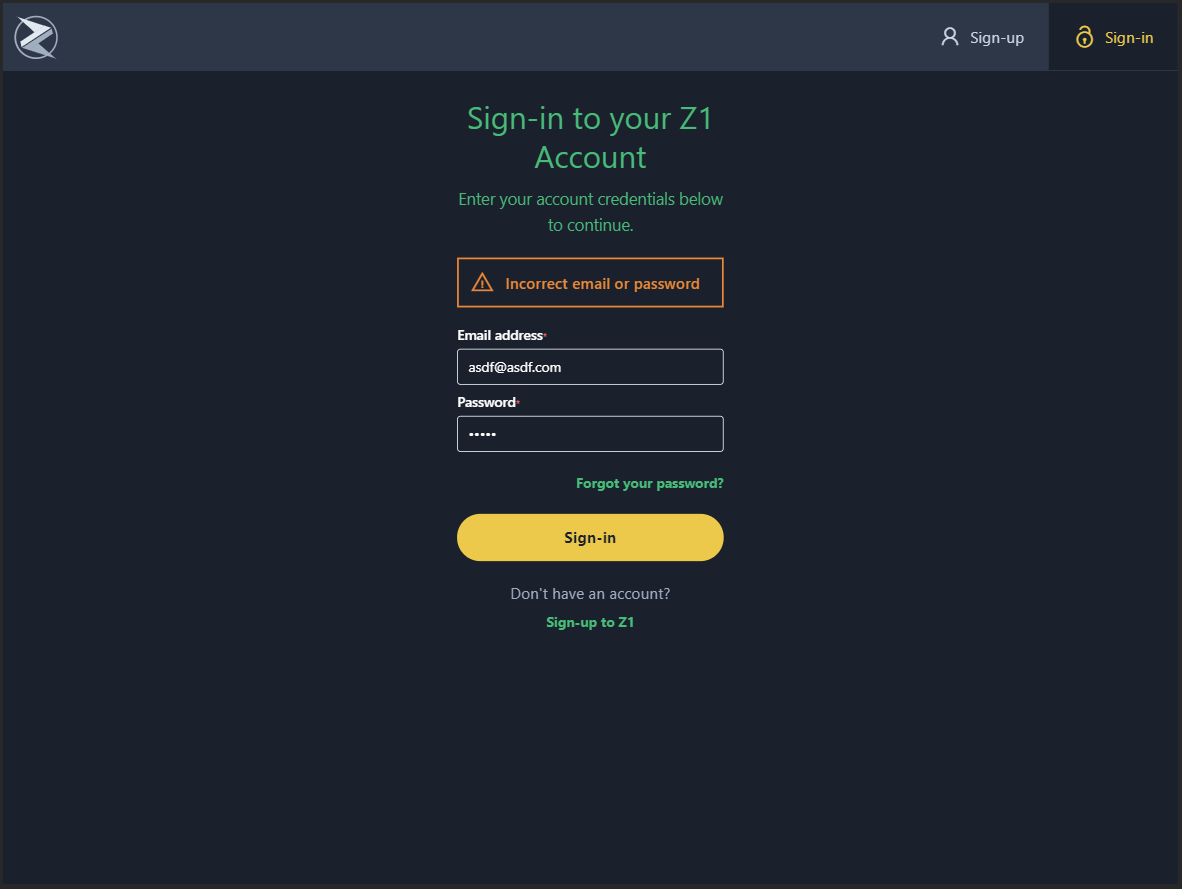 Sign-up
Sign-in
Sign-in to your Z1
Account
Enter your account credentials below
to continue.
Incorrect email or password
Email address*
asdf@asdf.com
Password*
•••••
Forgot your password?
Sign-in
Don't have an account?
Sign-up to Z1